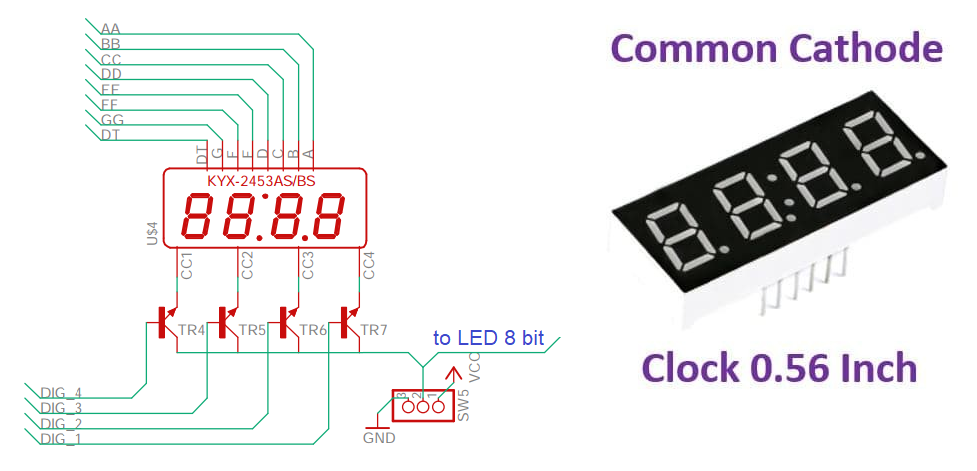 AA
BB
CC
DD
EE
FF
GG
DT
DT G F E D C B A
KYX-2453AS/BS
U$4
CC1 CC2 CC3 CC4
TR4 TR5 TR6 TR7
to LED 8 bit
VCC
3 2 1
SW5
GND
DIG_4
DIG_3
DIG_2
DIG_1
Common Cathode
Clock 0.56 Inch